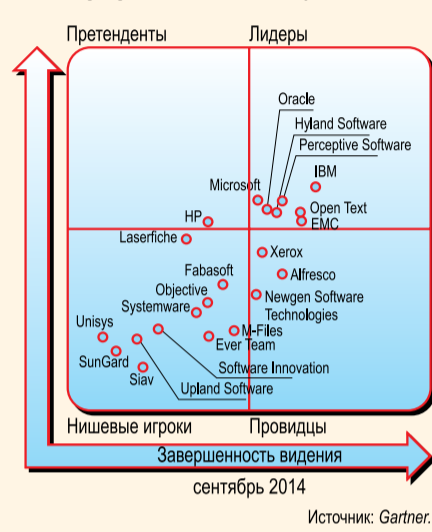 Претенденты
Лидеры
Oracle
Hyland Software
Perceptive Software
IBM
Microsoft
Open Text
EMC
HP
Laserfiche
Xerox
Fabasoft
Alfresco
Objective
Systemware
Newgen Software
Technologies
Unisys
M-Files
Ever Team
SunGard
Siav
Software Innovation
Upland Software
Нишевые игроки
Провидцы
Завершенность видения
сентябрь 2014
Источник: Gartner.